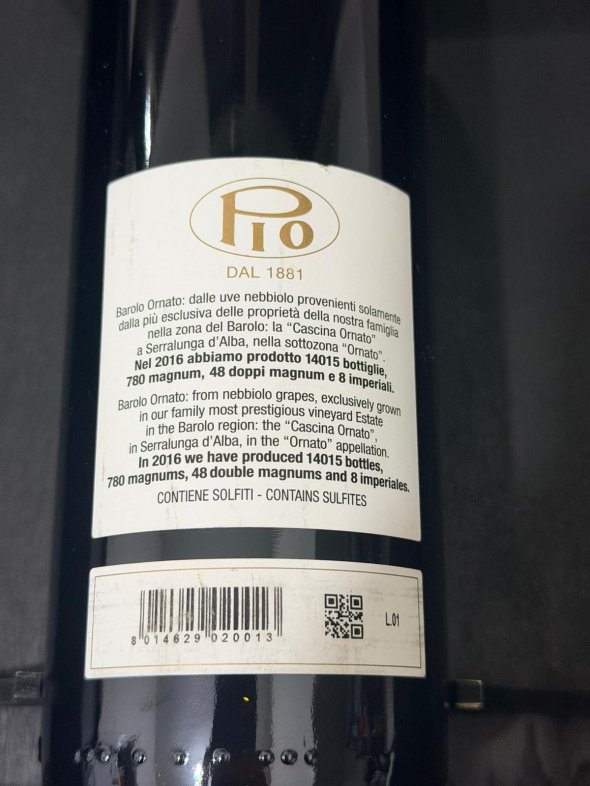 PIO
DAL 1881
Barolo Ornato: dalle uve nebbiolo provenienti solamente
dalla più esclusiva delle proprietà della nostra famiglia
nella zona del Barolo: la “Cascina Ornato”
a Serralunga d’Alba, nella sottozona “Ornato”.
Nel 2016 abbiamo prodotto 14015 bottiglie,
780 magnum, 48 doppi magnum e 8 imperiali.
Barolo Ornato: from nebbiolo grapes, exclusively grown
in our family most prestigious vineyard Estate
in the Barolo region: the “Cascina Ornato”,
in Serralunga d’Alba, in the “Ornato” appellation.
In 2016 we have produced 14015 bottles,
780 magnums, 48 double magnums and 8 imperiales.
CONTIENE SOLFITI - CONTAINS SULFITES
8 014629 020013
L.01